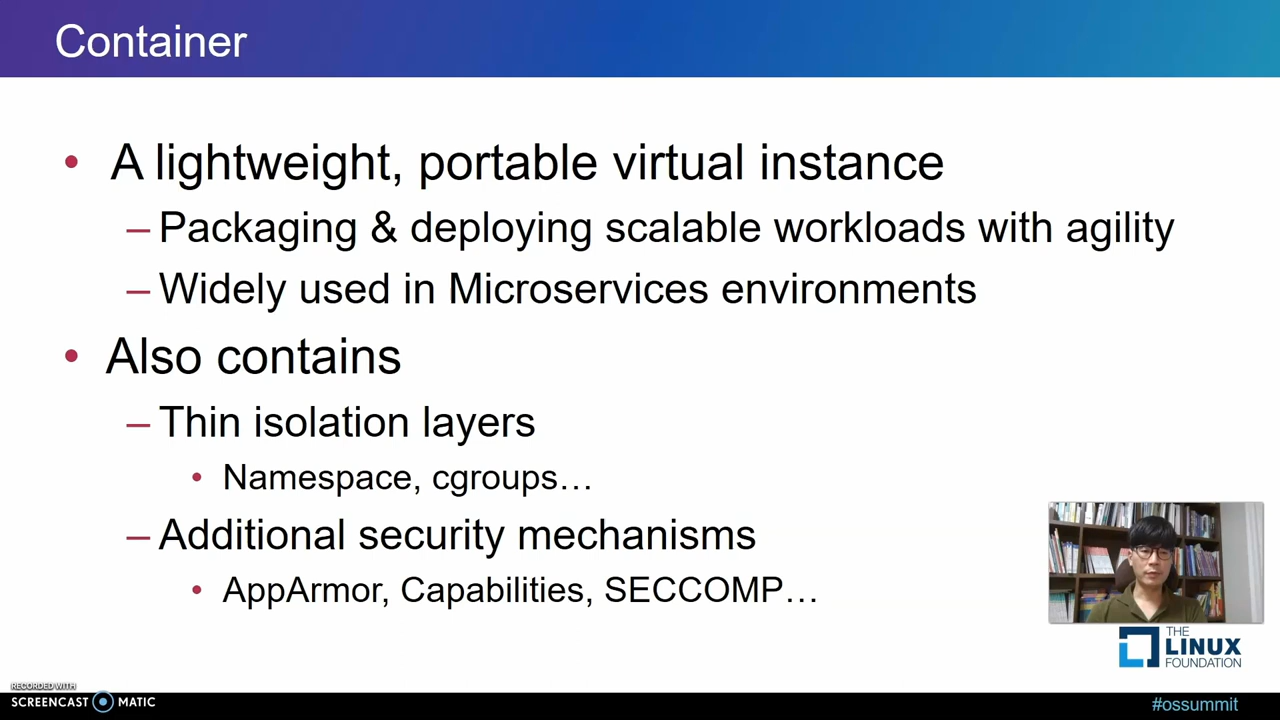 Container
• A lightweight, portable virtual instance
– Packaging & deploying scalable workloads with agility
– Widely used in Microservices environments
• Also contains
– Thin isolation layers
• Namespace, cgroups…
– Additional security mechanisms
• AppArmor, Capabilities, SECCOMP…
THE
LINUX
FOUNDATION
RECORDED WITH
SCREENCAST MATIC
#ossummit